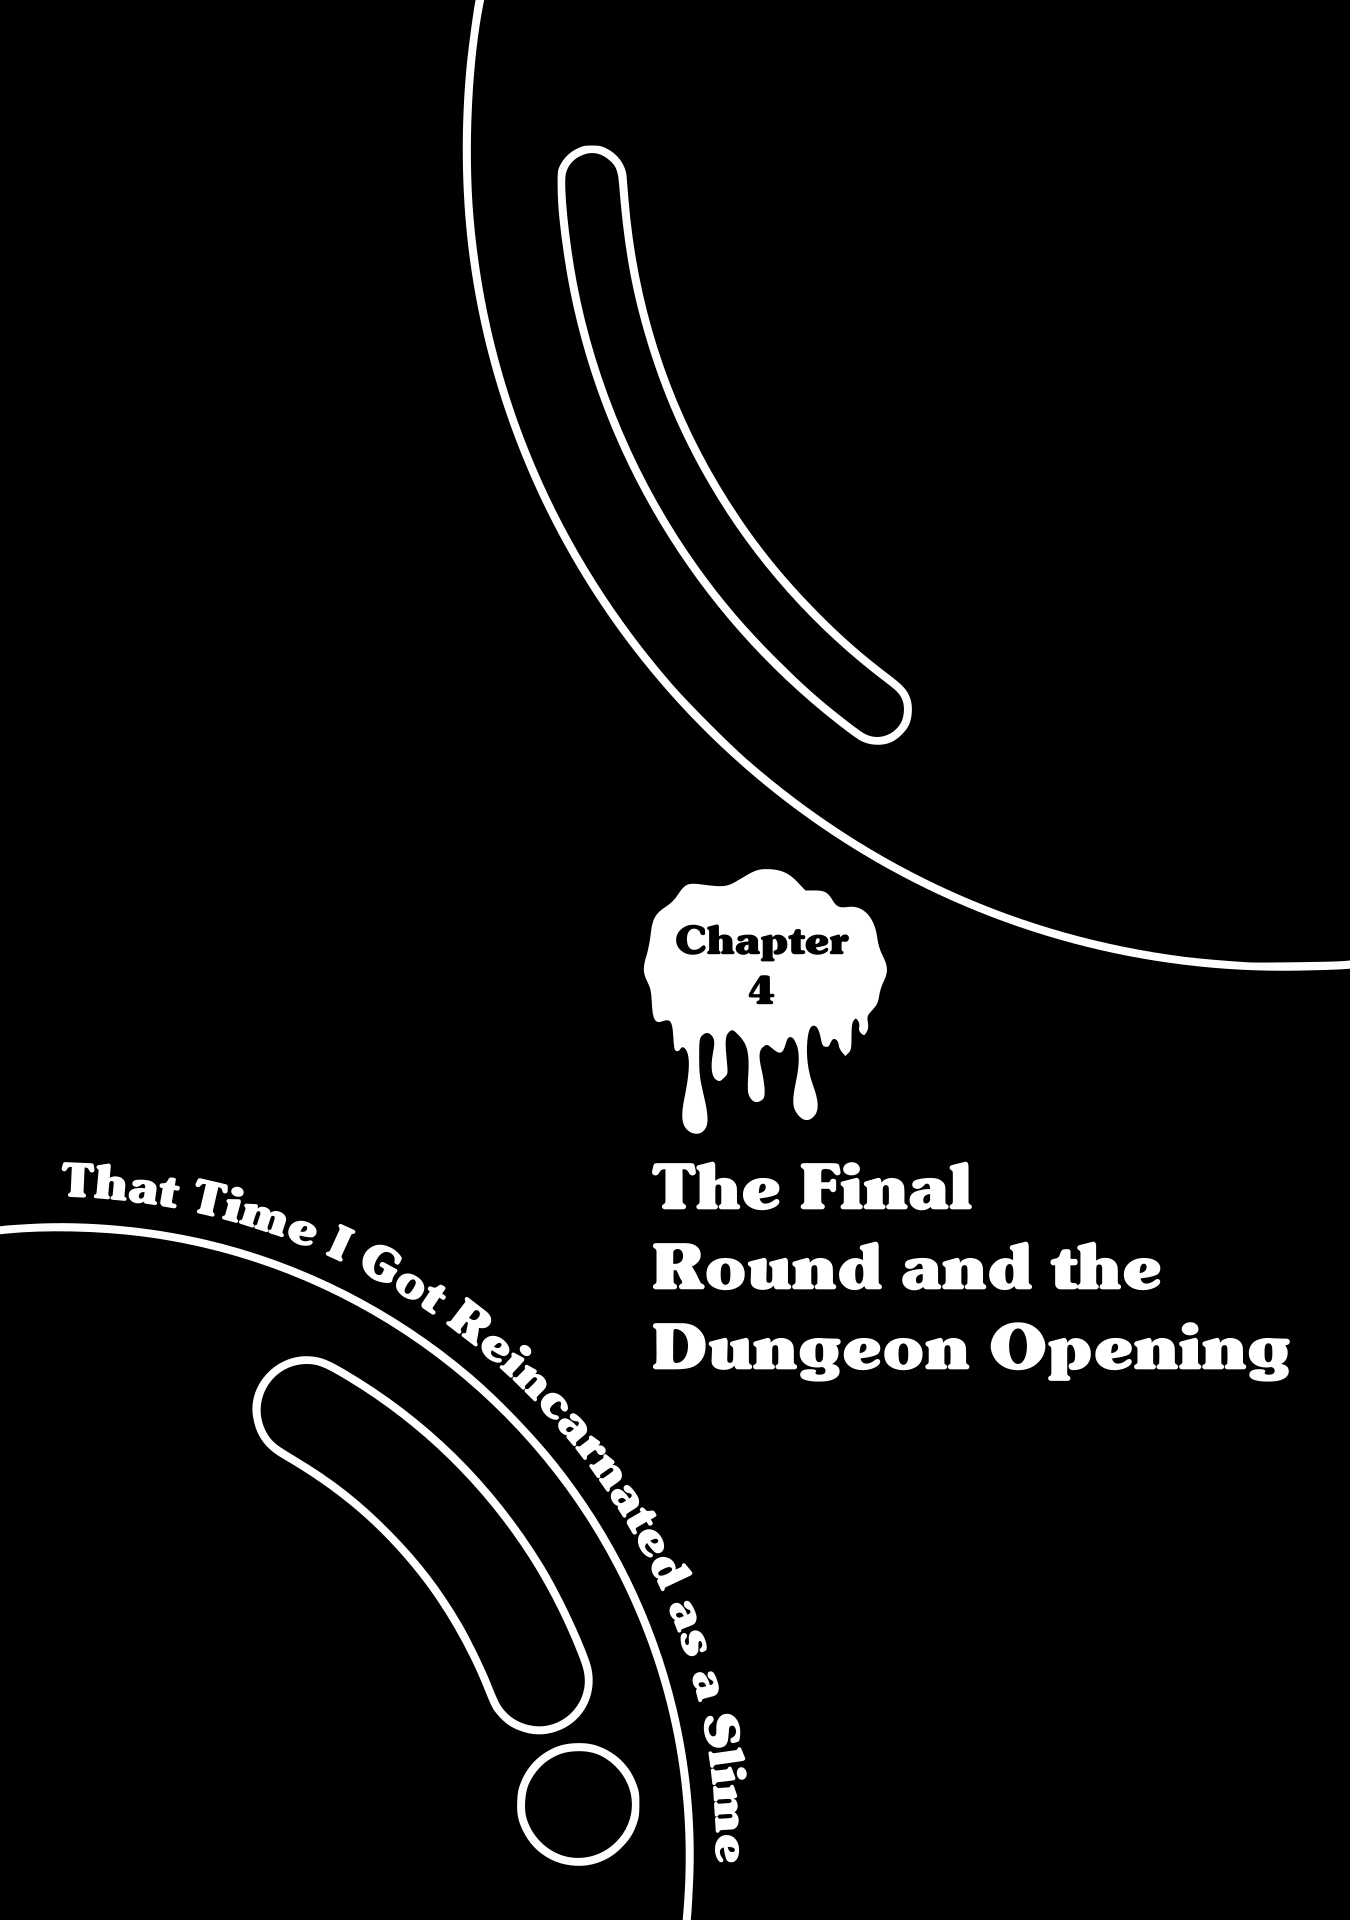 Chapter
4
The Final
Round and the
Dungeon Opening
That Time I Got Reincarnated as a Slime